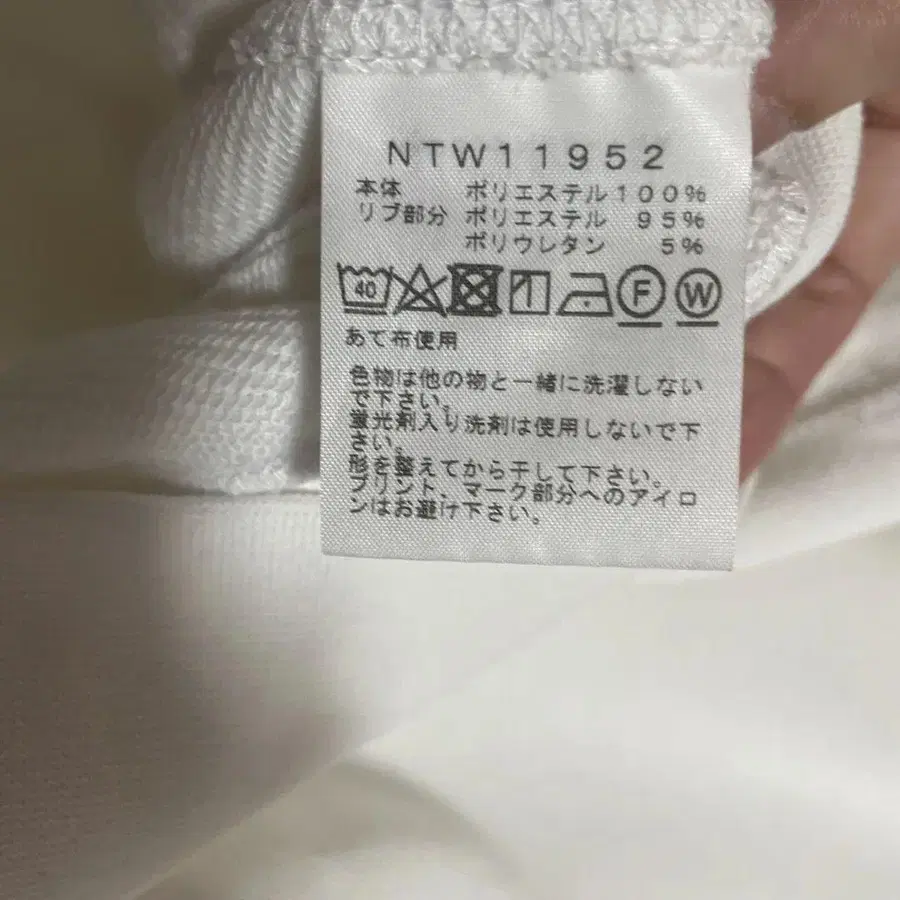 NTW11952
本体 ポリエステル100%
リブ部分 ポリエステル 95%
ポリウレタン 5%
40 F W
あて布使用
色物は他の物と一緒に洗濯しない
で下さい。
蛍光剤入り洗剤は使用しないで下
さい。
形を整えてから干して下さい。
プリント、マーク部分へのアイロ
ンはお避け下さい。